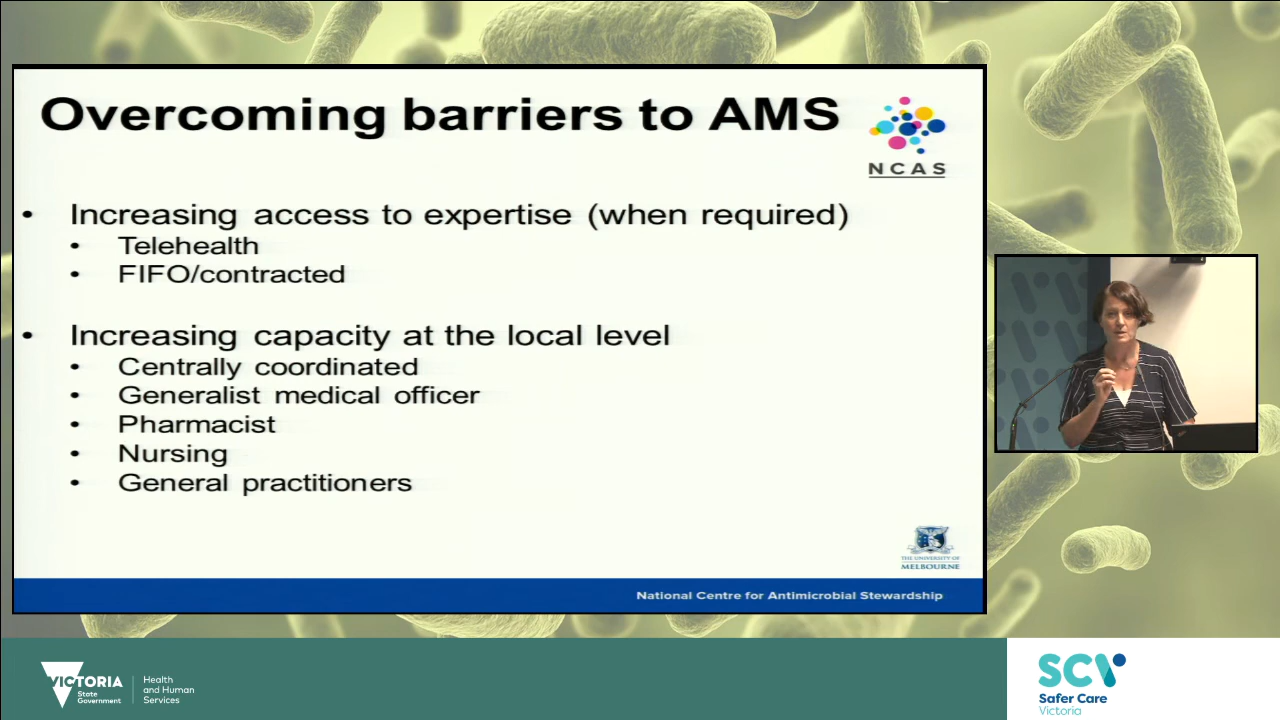 Overcoming barriers to AMS
NCAS
• Increasing access to expertise (when required)
• Telehealth
• FIFO/contracted
• Increasing capacity at the local level
• Centrally coordinated
• Generalist medical officer
• Pharmacist
• Nursing
• General practitioners
THE UNIVERSITY OF
MELBOURNE
National Centre for Antimicrobial Stewardship
VICTORIA
State
Government
Health
and Human
Services
SCV
Safer Care
Victoria